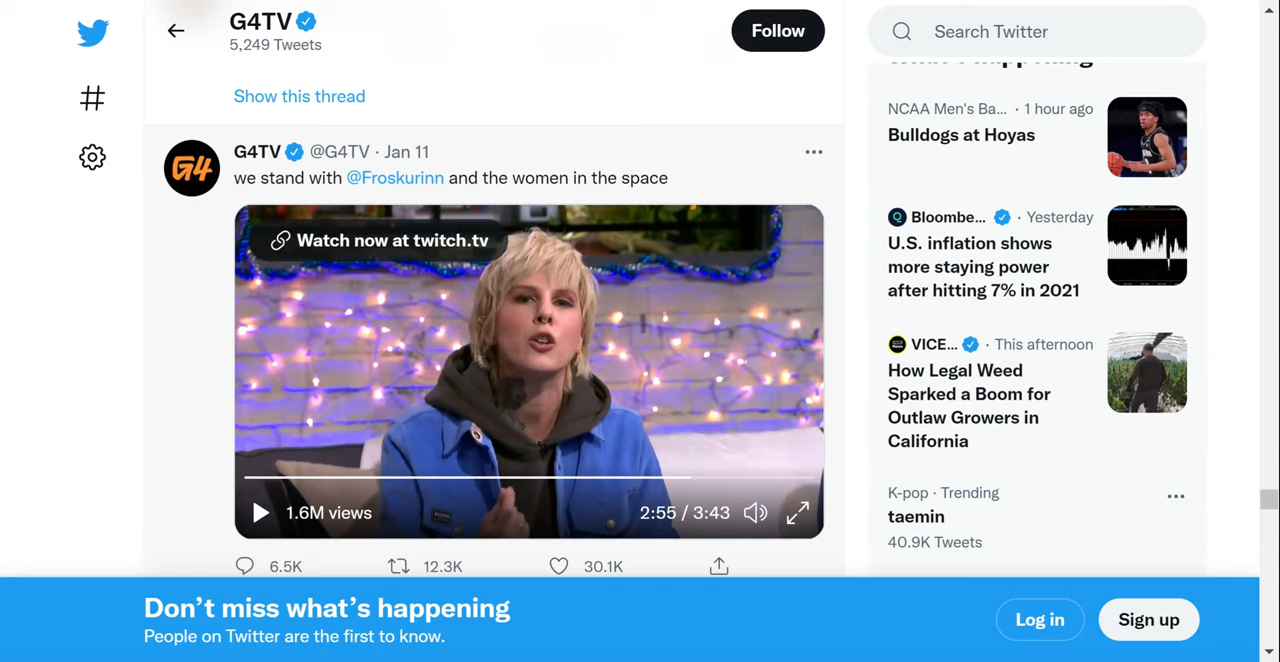 G4TV
5,249 Tweets
Follow
Show this thread
G4
G4TV @G4TV · Jan 11
we stand with @Froskurinn and the women in the space
Watch now at twitch.tv
1.6M views
2:55 / 3:43
6.5K
12.3K
30.1K
Search Twitter
NCAA Men's Ba... · 1 hour ago
Bulldogs at Hoyas
Bloombe... · Yesterday
U.S. inflation shows
more staying power
after hitting 7% in 2021
VICE... · This afternoon
How Legal Weed
Sparked a Boom for
Outlaw Growers in
California
K-pop · Trending
taemin
40.9K Tweets
Don’t miss what’s happening
People on Twitter are the first to know.
Log in
Sign up